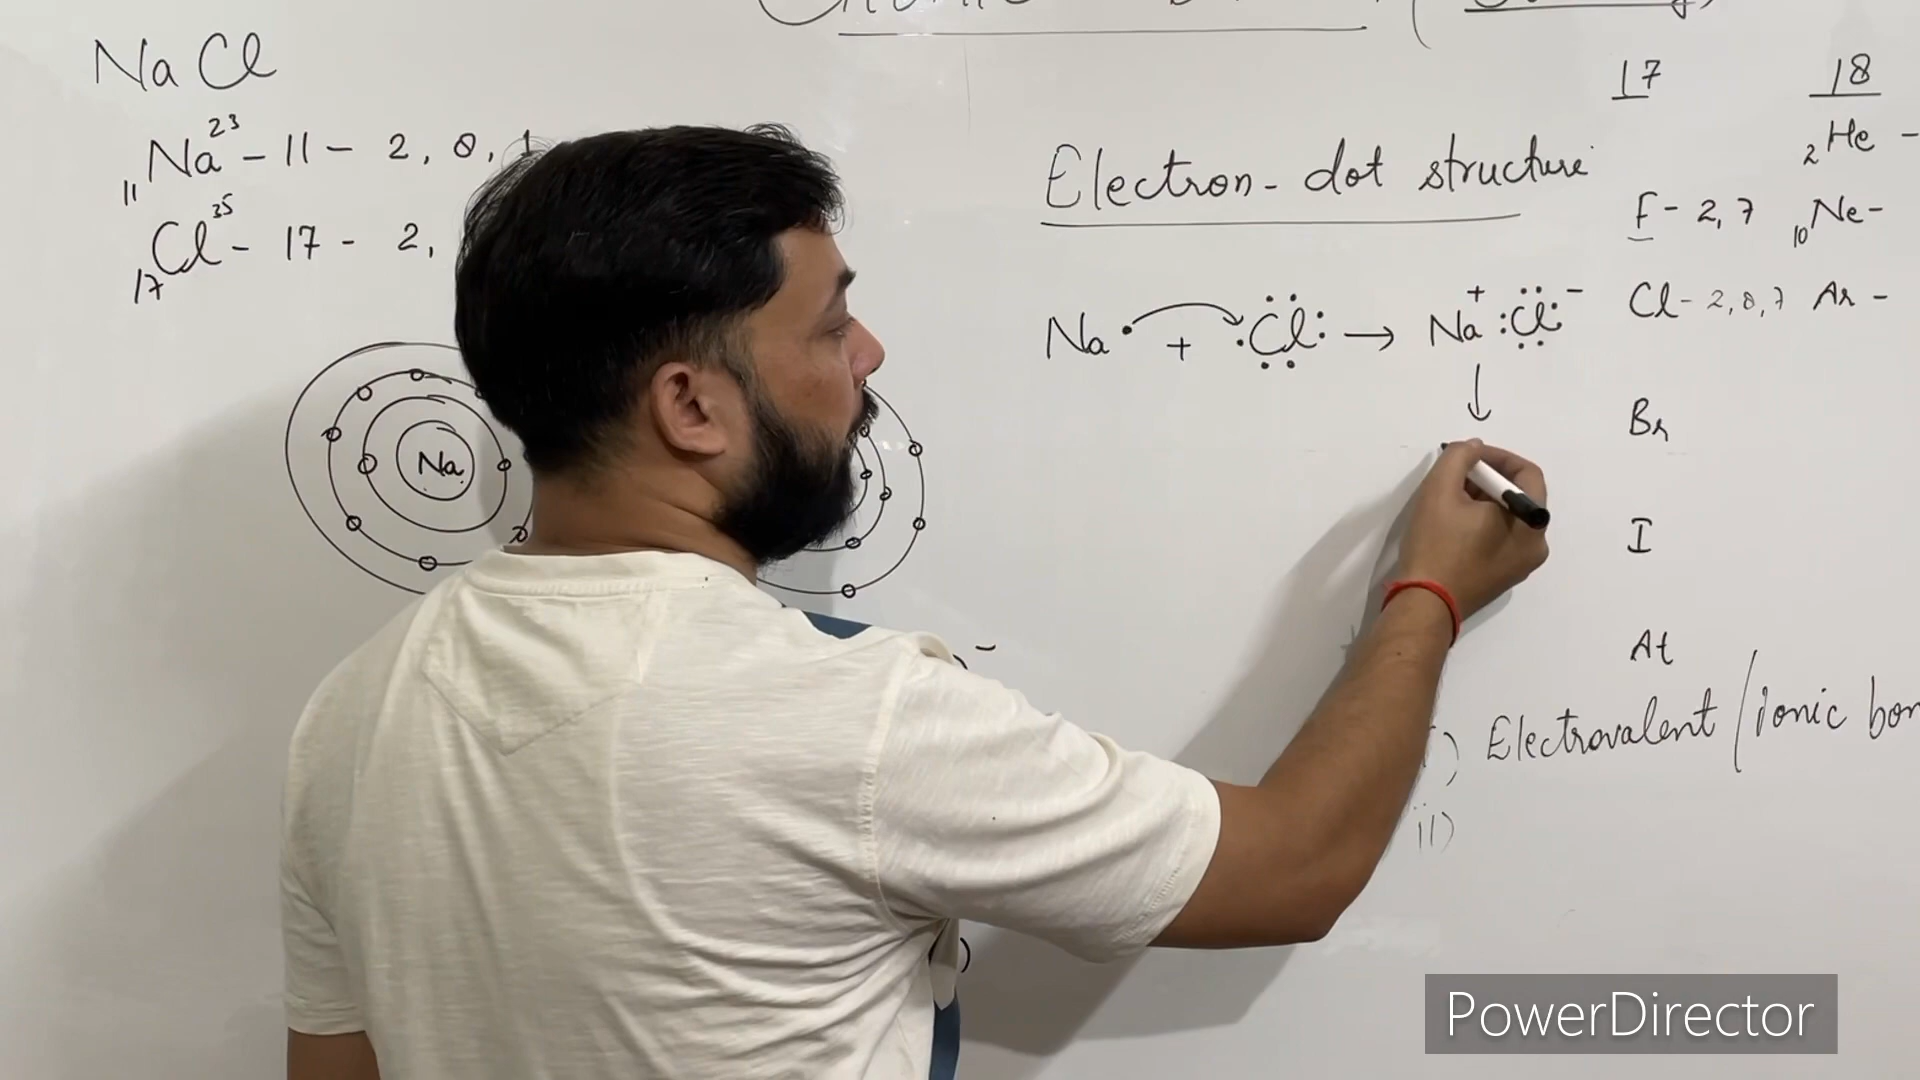 NaCl
₁₁Na²³ - 11 - 2, 8, 1
₁₇Cl³⁵ - 17 - 2,
Na
Electron-dot structure
Na• + :Cl: → Na⁺ :Cl:⁻
↓
17
F - 2, 7
Cl - 2, 8, 7
Br
I
At
18
₂He -
₁₀Ne -
Ar -
i) Electrovalent / ionic bon
ii)
PowerDirector